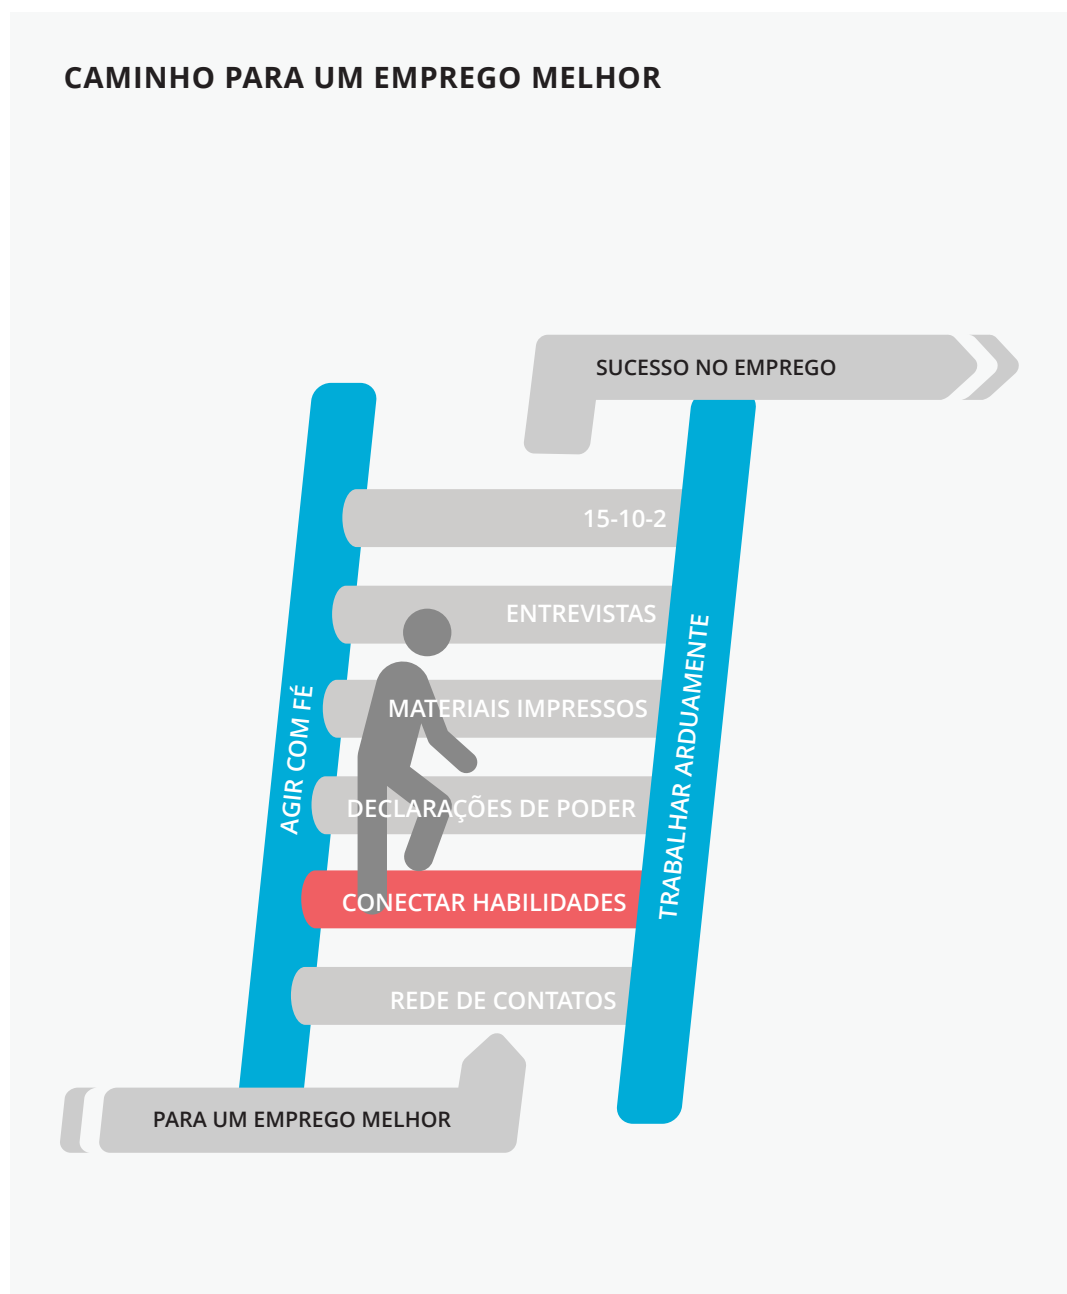 CAMINHO PARA UM EMPREGO MELHOR
SUCESSO NO EMPREGO
15-10-2
ENTREVISTAS
MATERIAIS IMPRESSOS
DECLARAÇÕES DE PODER
CONECTAR HABILIDADES
REDE DE CONTATOS
AGIR COM FÉ
TRABALHAR ARDUAMENTE
PARA UM EMPREGO MELHOR